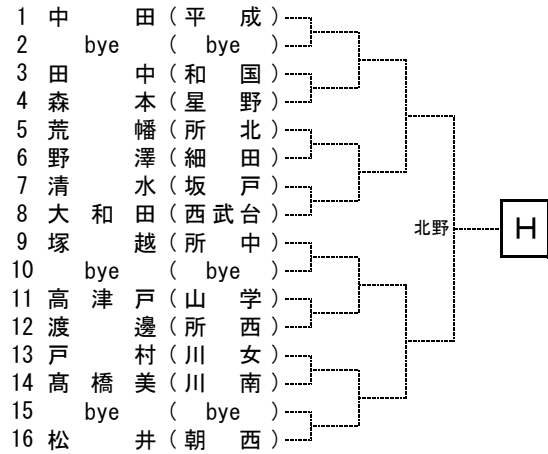 1 中田(平成)
2 bye(bye)
3 田中(和国)
4 森本(星野)
5 荒幡(所北)
6 野澤(細田)
7 清水(坂戸)
8 大和田(西武台)
9 塚越(所中)
10 bye(bye)
11 高津戸(山学)
12 渡邊(所西)
13 戸村(川女)
14 髙橋美(川南)
15 bye(bye)
16 松井(朝西)
北野
H